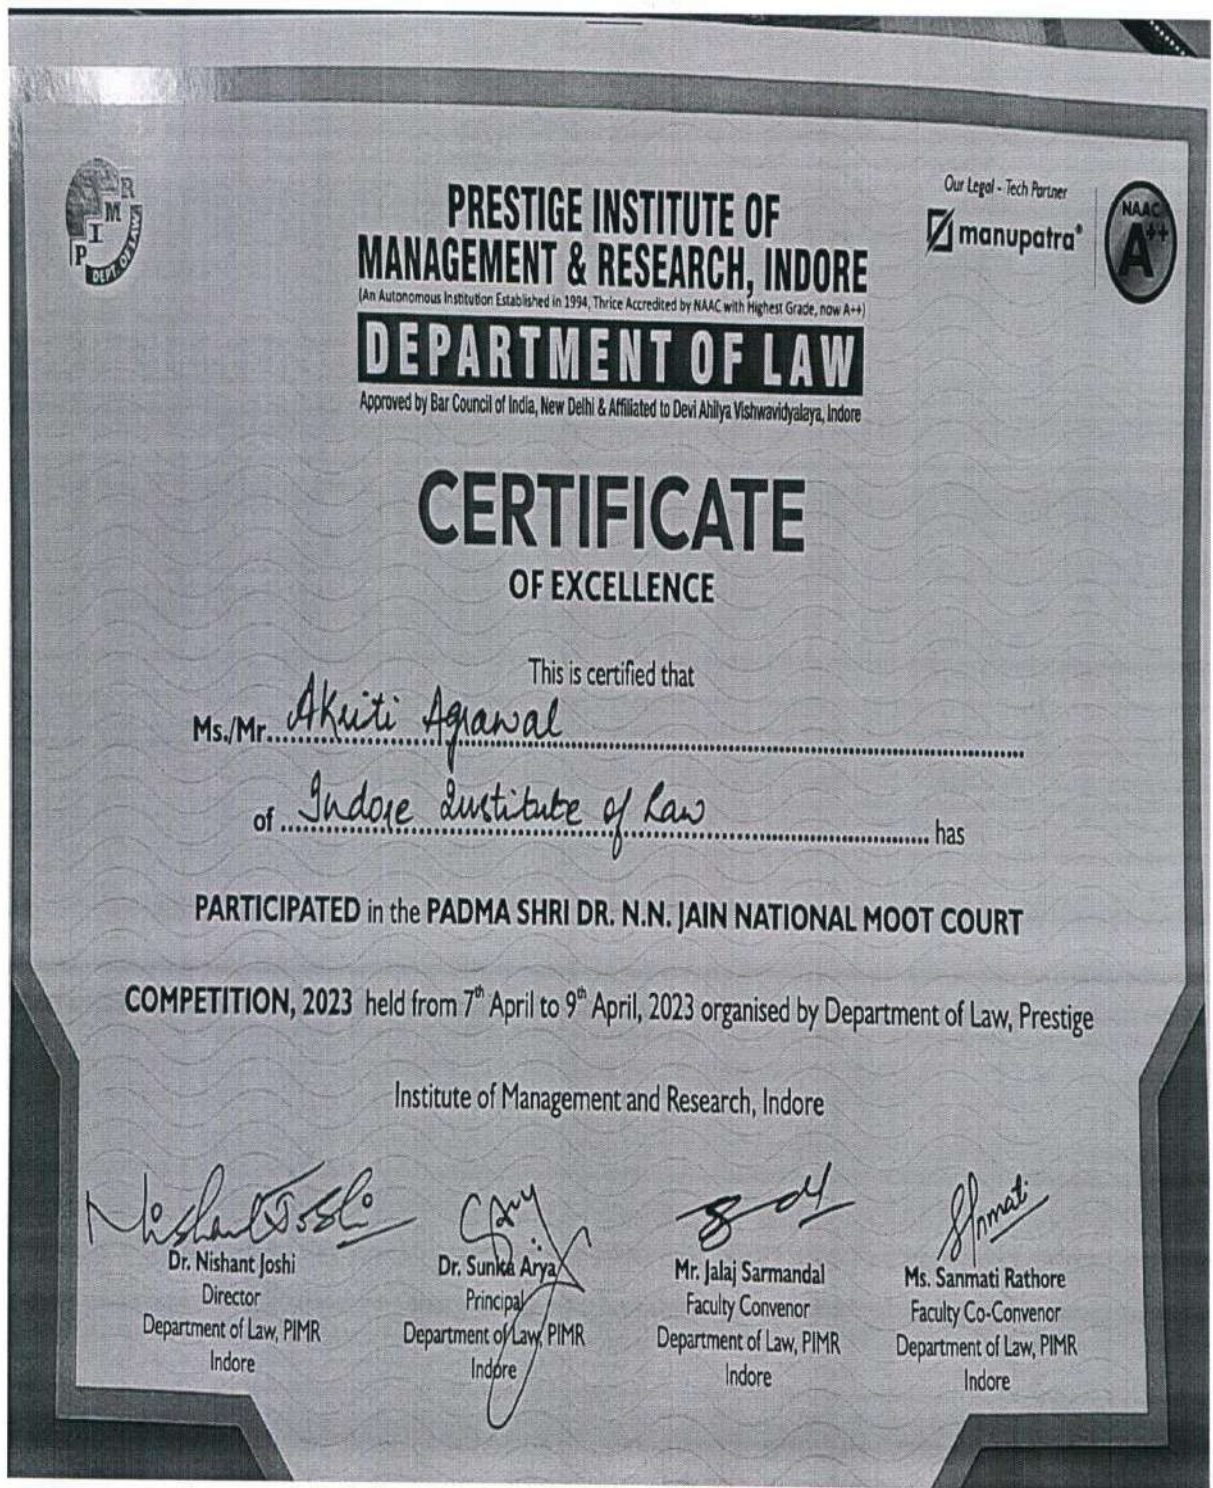 P I M R
DEPT. OF LAW
Our Legal - Tech Partner
manupatra®
NAAC
A++
PRESTIGE INSTITUTE OF
MANAGEMENT & RESEARCH, INDORE
(An Autonomous Institution Established in 1994, Thrice Accredited by NAAC with Highest Grade, now A++)
DEPARTMENT OF LAW
Approved by Bar Council of India, New Delhi & Affiliated to Devi Ahilya Vishwavidyalaya, Indore
CERTIFICATE
OF EXCELLENCE
This is certified that
Ms./Mr. Akriti Agrawal
of Indore Institute of Law has
PARTICIPATED in the PADMA SHRI DR. N.N. JAIN NATIONAL MOOT COURT
COMPETITION, 2023 held from 7th April to 9th April, 2023 organised by Department of Law, Prestige
Institute of Management and Research, Indore
Nishant Joshi
Dr. Nishant Joshi
Director
Department of Law, PIMR
Indore
Dr. Sunka Arya
Principal
Department of Law, PIMR
Indore
Mr. Jalaj Sarmandal
Faculty Convenor
Department of Law, PIMR
Indore
Ms. Sanmati Rathore
Faculty Co-Convenor
Department of Law, PIMR
Indore